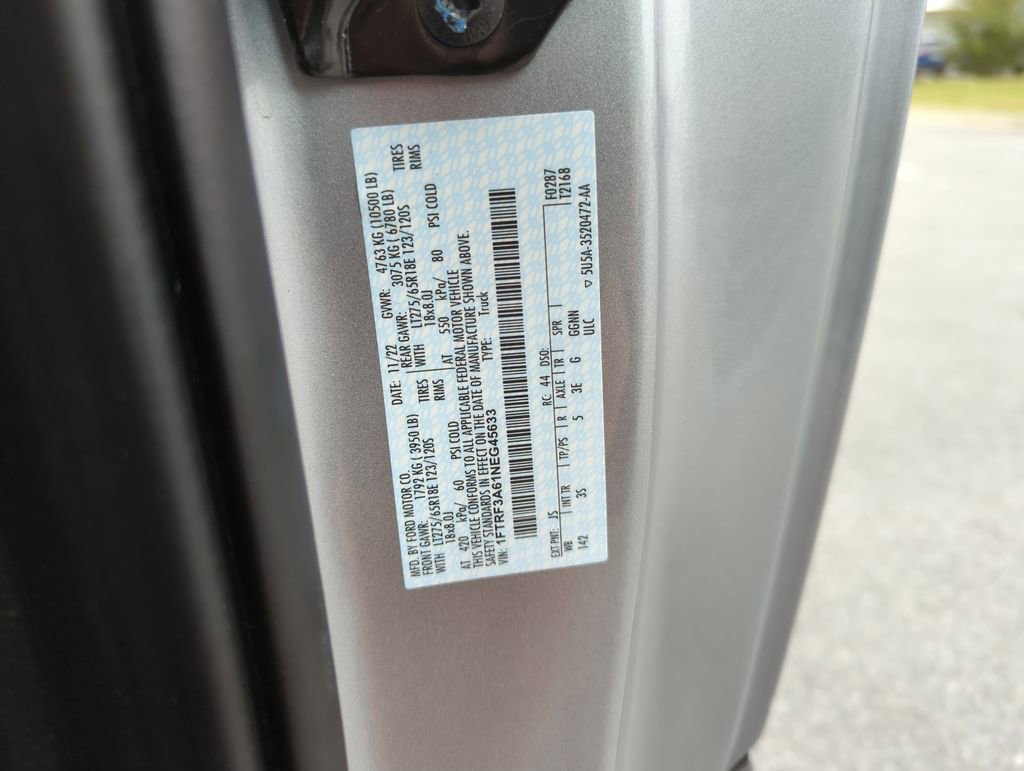 MFD. BY FORD MOTOR CO.
DATE: 11/22 GVWR: 4763 KG (10500 LB)
FRONT GAWR: 1792 KG ( 3950 LB) REAR GAWR: 3075 KG ( 6780 LB)
WITH LT275/65R18E 123/120S TIRES WITH LT275/65R18E 123/120S TIRES
18x8.0J RIMS 18x8.0J RIMS
AT 420 kPa/ 60 PSI COLD AT 550 kPa/ 80 PSI COLD
THIS VEHICLE CONFORMS TO ALL APPLICABLE FEDERAL MOTOR VEHICLE
SAFETY STANDARDS IN EFFECT ON THE DATE OF MANUFACTURE SHOWN ABOVE.
VIN: 1FTRF3A61NEG45633 TYPE: Truck
EXT PNT: JS RC: 44 DSO: F0287
WB INT TR TP/PS R AXLE TR SPR T2168
142 3S 5 3E G GGNN
ULC ▽ 5U5A-3520472-AA